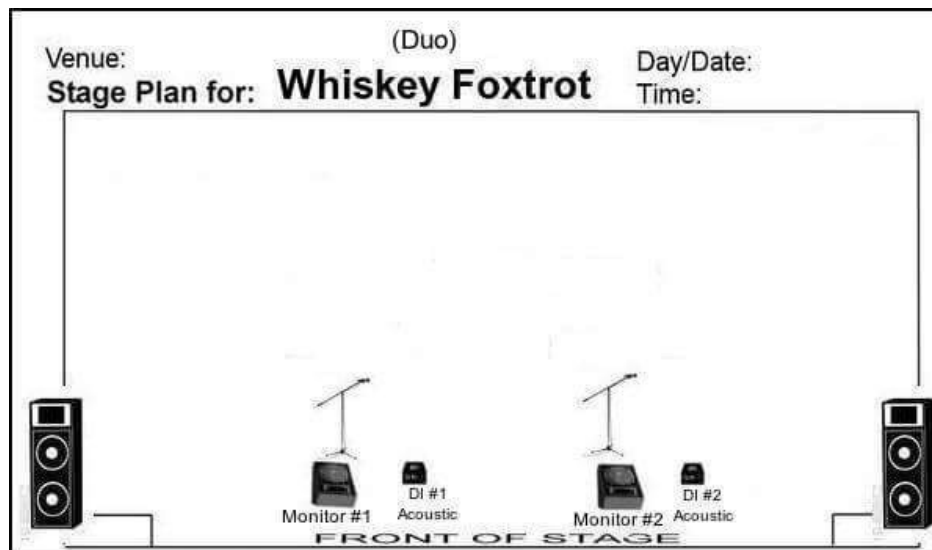 (Duo)
Venue:
Day/Date:
Stage Plan for: Whiskey Foxtrot
Time:
Monitor #1
DI #1
Acoustic
Monitor #2
DI #2
Acoustic
FRONT OF STAGE